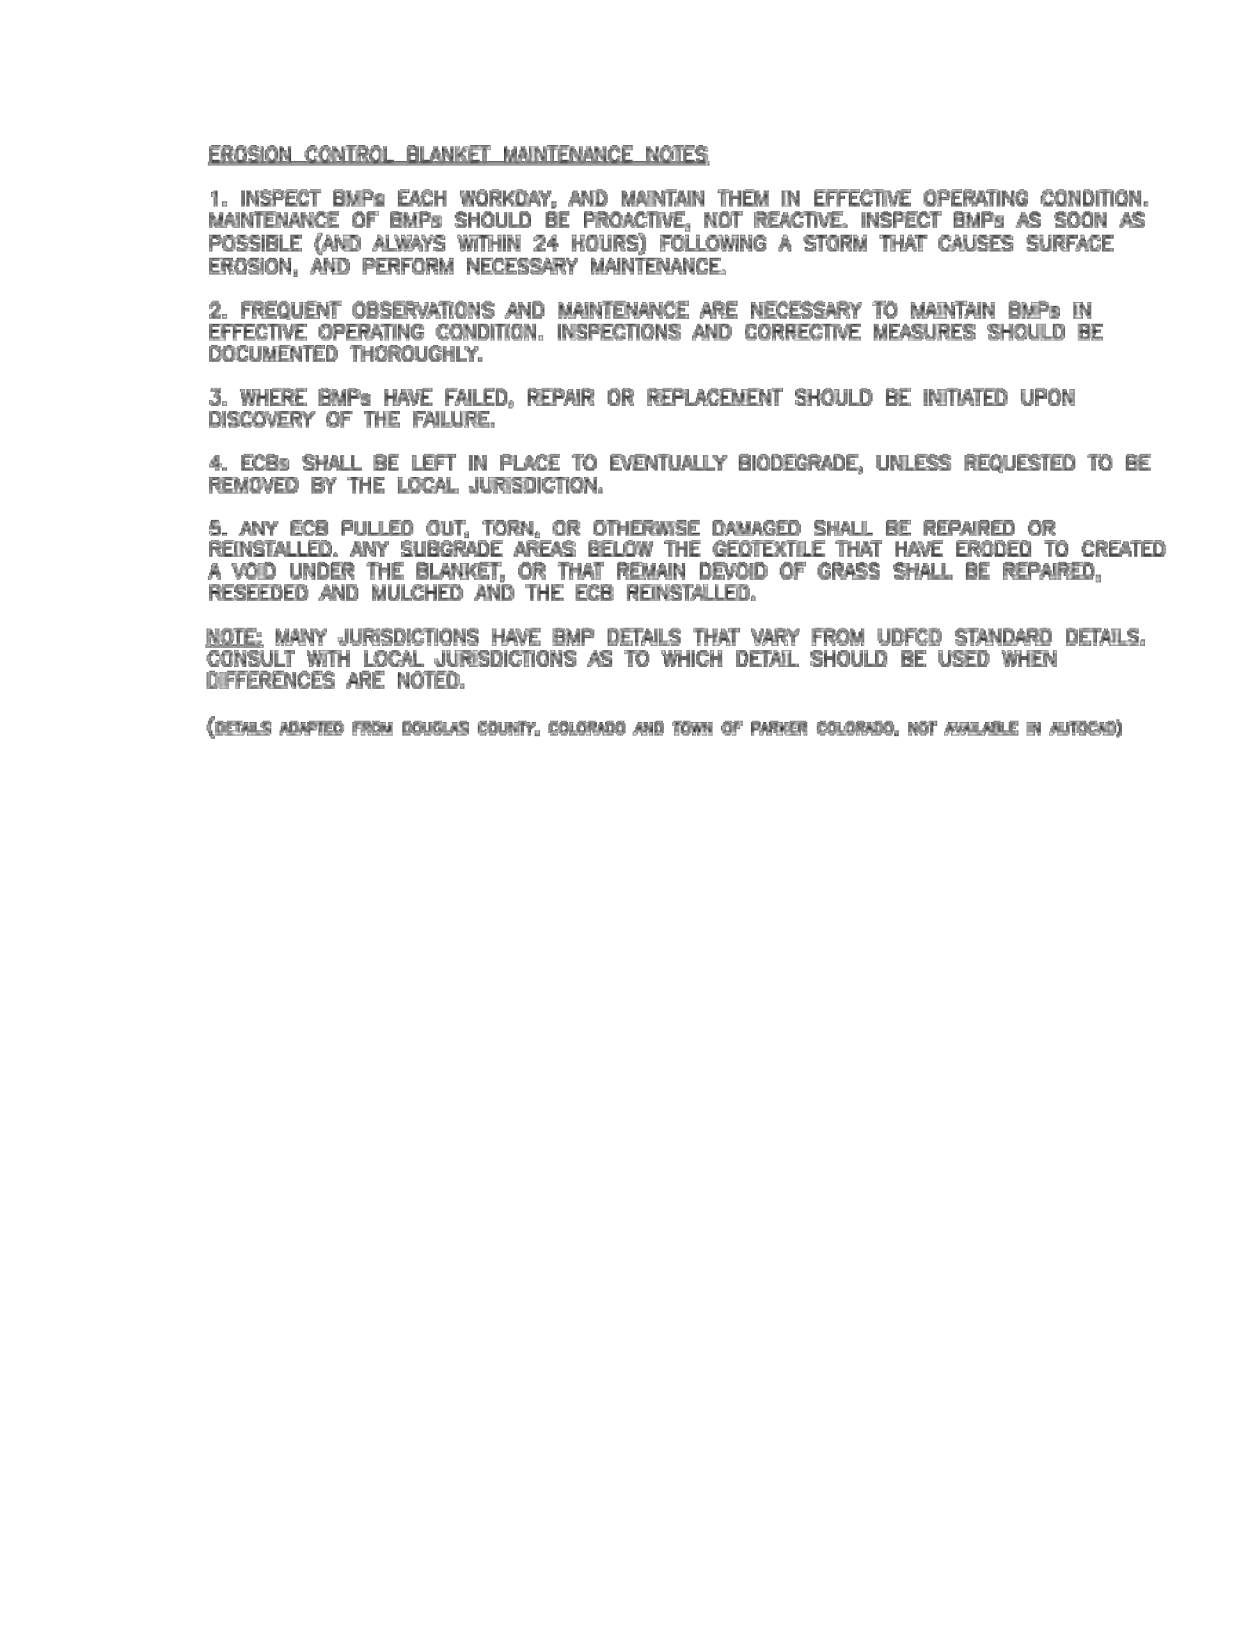 EROSION CONTROL BLANKET MAINTENANCE NOTES
1. INSPECT BMPs EACH WORKDAY, AND MAINTAIN THEM IN EFFECTIVE OPERATING CONDITION.
MAINTENANCE OF BMPs SHOULD BE PROACTIVE, NOT REACTIVE. INSPECT BMPs AS SOON AS
POSSIBLE (AND ALWAYS WITHIN 24 HOURS) FOLLOWING A STORM THAT CAUSES SURFACE
EROSION, AND PERFORM NECESSARY MAINTENANCE.
2. FREQUENT OBSERVATIONS AND MAINTENANCE ARE NECESSARY TO MAINTAIN BMPs IN
EFFECTIVE OPERATING CONDITION. INSPECTIONS AND CORRECTIVE MEASURES SHOULD BE
DOCUMENTED THOROUGHLY.
3. WHERE BMPs HAVE FAILED, REPAIR OR REPLACEMENT SHOULD BE INITIATED UPON
DISCOVERY OF THE FAILURE.
4. ECBs SHALL BE LEFT IN PLACE TO EVENTUALLY BIODEGRADE, UNLESS REQUESTED TO BE
REMOVED BY THE LOCAL JURISDICTION.
5. ANY ECB PULLED OUT, TORN, OR OTHERWISE DAMAGED SHALL BE REPAIRED OR
REINSTALLED. ANY SUBGRADE AREAS BELOW THE GEOTEXTILE THAT HAVE ERODED TO CREATED
A VOID UNDER THE BLANKET, OR THAT REMAIN DEVOID OF GRASS SHALL BE REPAIRED,
RESEEDED AND MULCHED AND THE ECB REINSTALLED.
NOTE: MANY JURISDICTIONS HAVE BMP DETAILS THAT VARY FROM UDFCD STANDARD DETAILS.
CONSULT WITH LOCAL JURISDICTIONS AS TO WHICH DETAIL SHOULD BE USED WHEN
DIFFERENCES ARE NOTED.
(DETAILS ADAPTED FROM DOUGLAS COUNTY, COLORADO AND TOWN OF PARKER COLORADO, NOT AVAILABLE IN AUTOCAD)